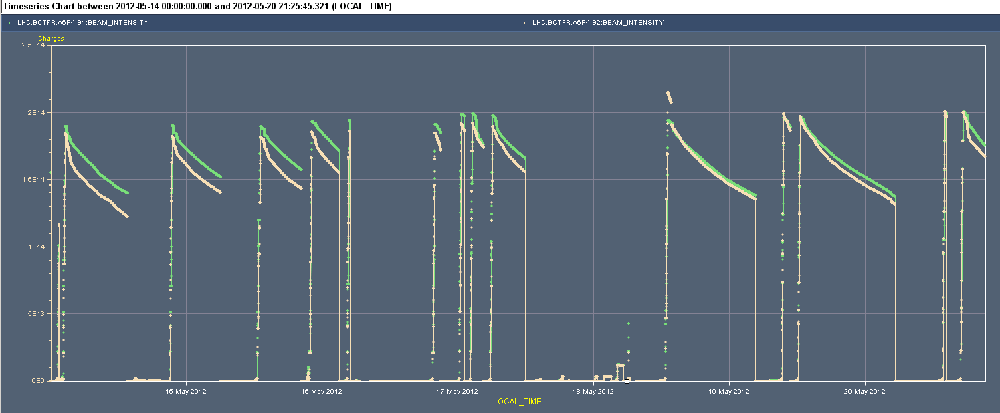 Timeseries Chart between 2012-05-14 00:00:00.000 and 2012-05-20 21:25:45.321 (LOCAL_TIME)
LHC.BCTFR.A6R4.B1:BEAM_INTENSITY LHC.BCTFR.A6R4.B2:BEAM_INTENSITY
Charges
2.5E14
2E14
1.5E14
1E14
5E13
0E0
15-May-2012 16-May-2012 17-May-2012 18-May-2012 19-May-2012 20-May-2012
LOCAL_TIME